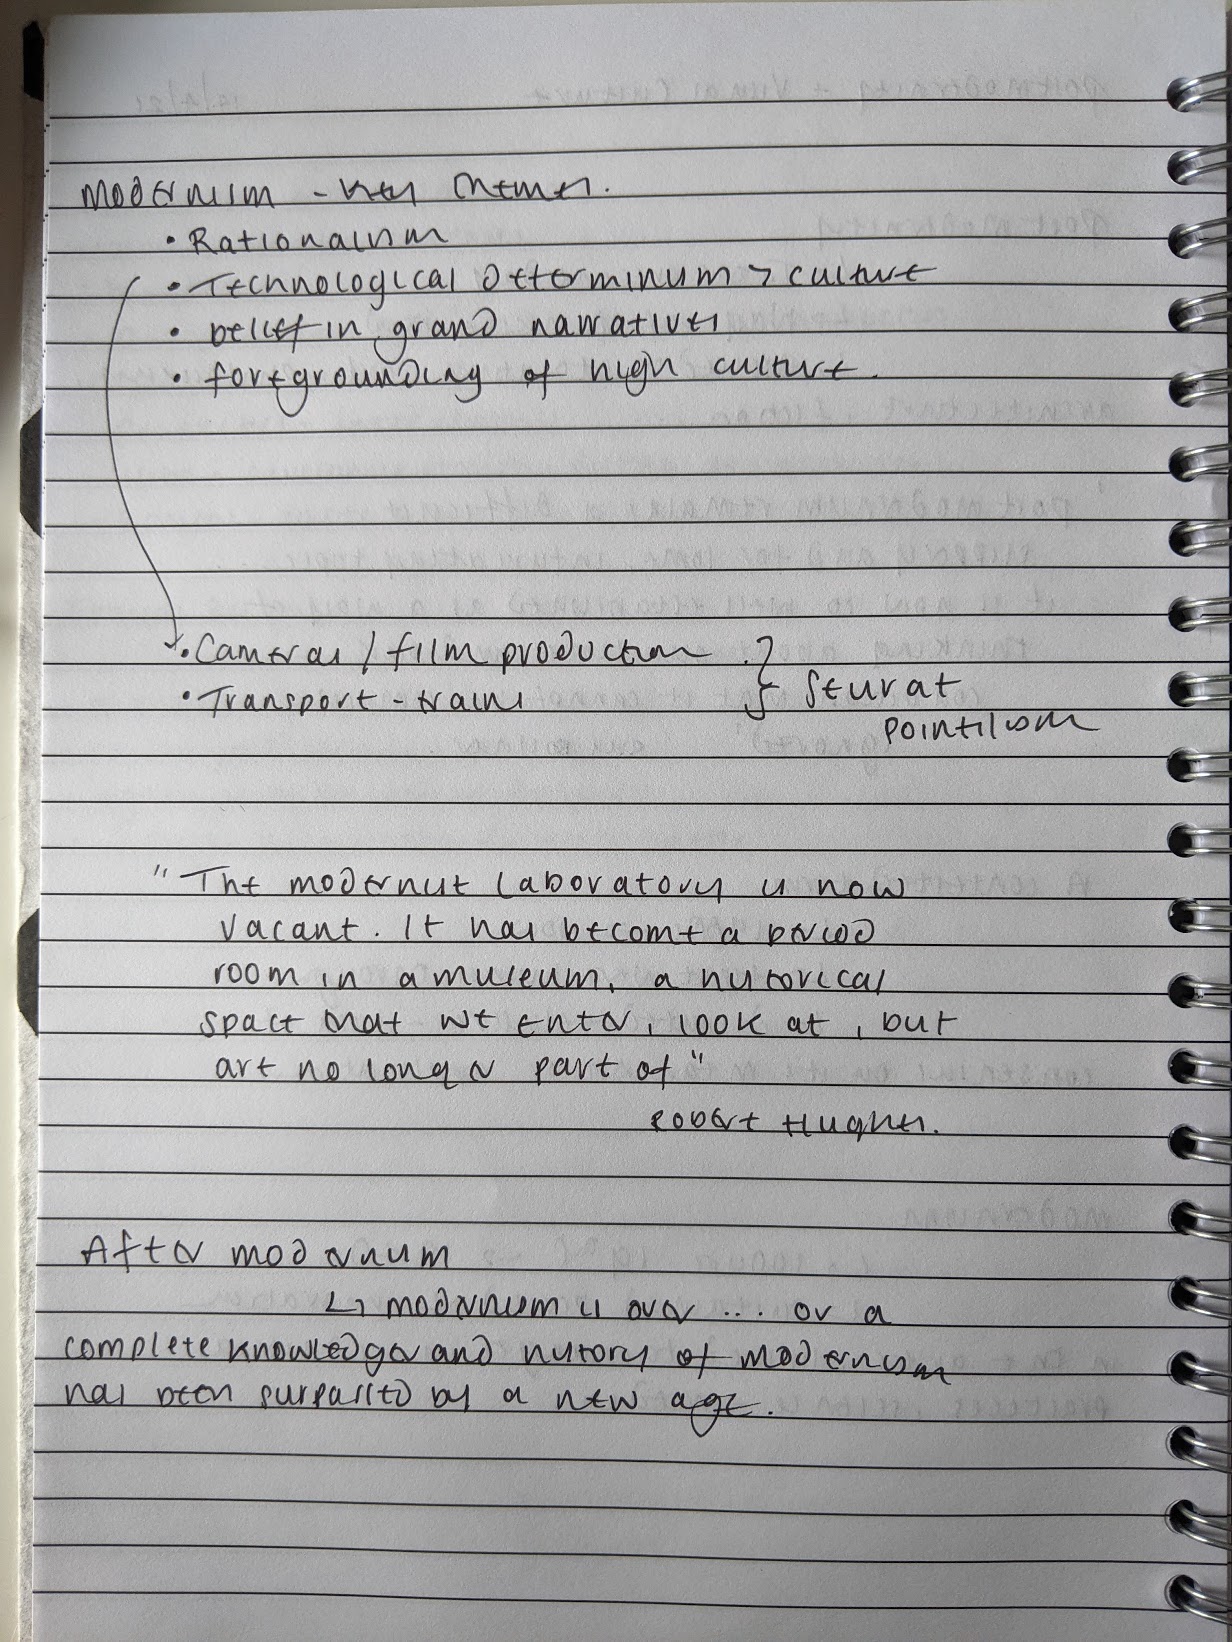 Modernism - key themes.
• Rationalism
• Technological determinism > culture
• belief in grand narratives
• foregrounding of high culture.
• Cameras / film production } Seurat
• Transport - trains
pointilism
"The modernist laboratory is now
vacant. It has become a period
room in a museum, a historical
space that we enter, look at, but
are no longer part of"
Robert Hughes.
After modernism
↳ modernism is over ... or a
complete knowledge and history of modernism
has been surpassed by a new age.